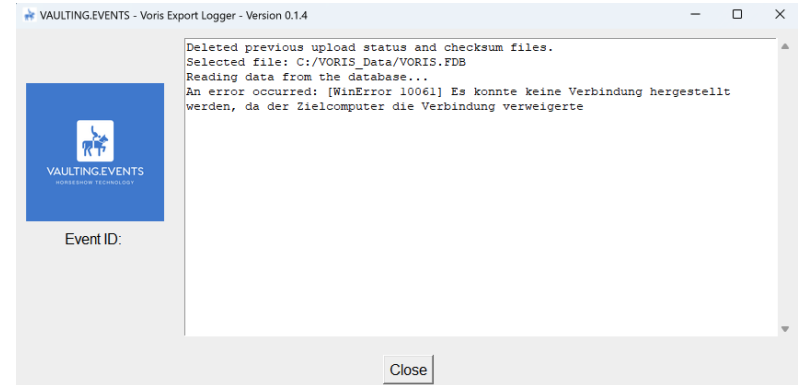 VAULTING.EVENTS - Voris Export Logger - Version 0.1.4
Deleted previous upload status and checksum files.
Selected file: C:/VORIS_Data/VORIS.FDB
Reading data from the database...
An error occurred: [WinError 10061] Es konnte keine Verbindung hergestellt
werden, da der Zielcomputer die Verbindung verweigerte
VAULTING.EVENTS
HORSESHOW TECHNOLOGY
Event ID:
Close